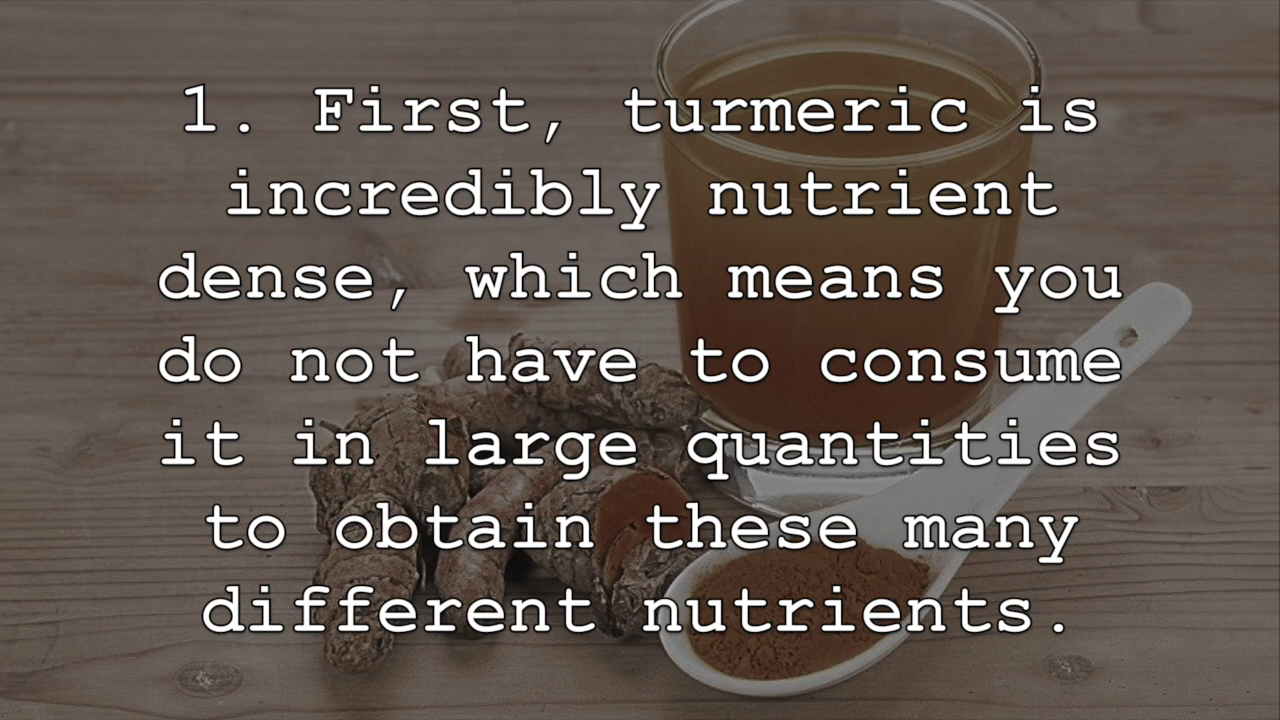 1. First, turmeric is
incredibly nutrient
dense, which means you
do not have to consume
it in large quantities
to obtain these many
different nutrients.